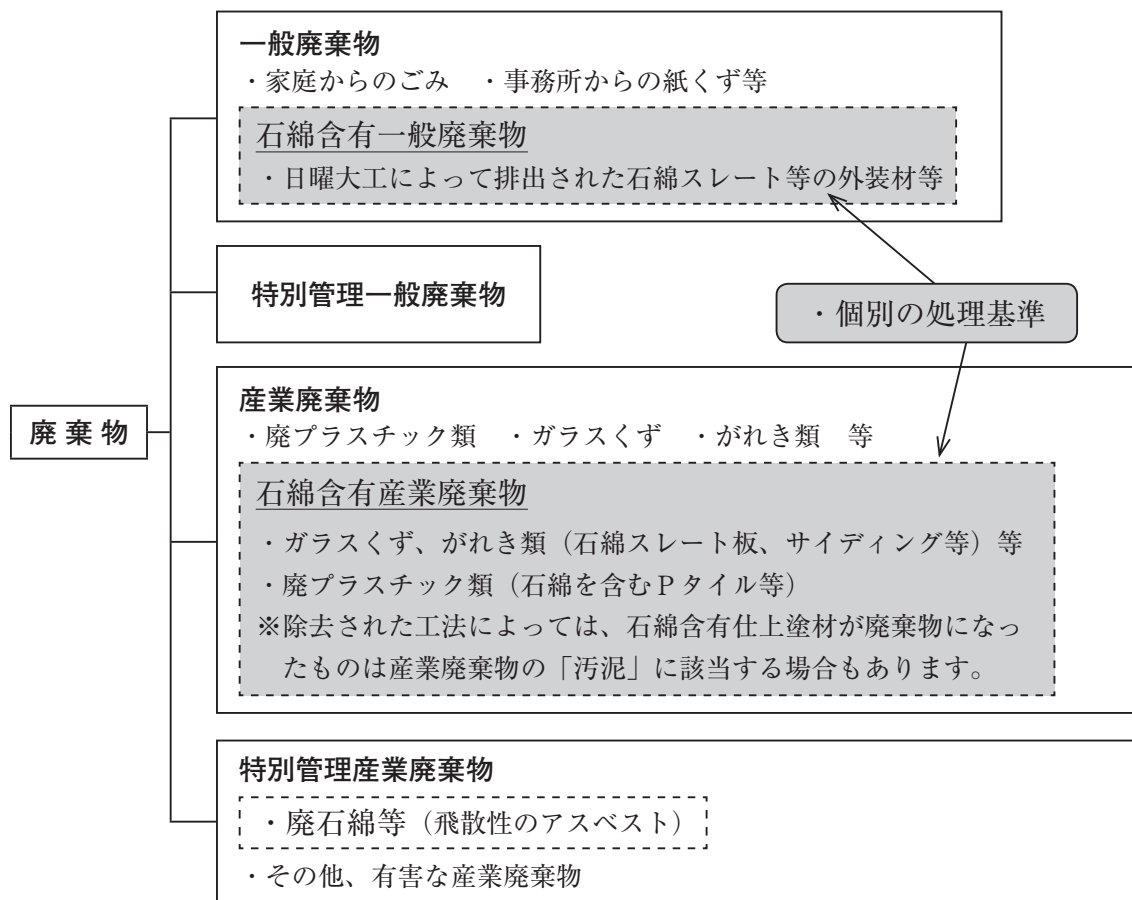 一般廃棄物
・家庭からのごみ　・事務所からの紙くず等
石綿含有一般廃棄物
・日曜大工によって排出された石綿スレート等の外装材等
特別管理一般廃棄物
・個別の処理基準
廃棄物
産業廃棄物
・廃プラスチック類　・ガラスくず　・がれき類　等
石綿含有産業廃棄物
・ガラスくず、がれき類（石綿スレート板、サイディング等）等
・廃プラスチック類（石綿を含むPタイル等）
※除去された工法によっては、石綿含有仕上塗材が廃棄物になっ
たものは産業廃棄物の「汚泥」に該当する場合もあります。
特別管理産業廃棄物
・廃石綿等（飛散性のアスベスト）
・その他、有害な産業廃棄物